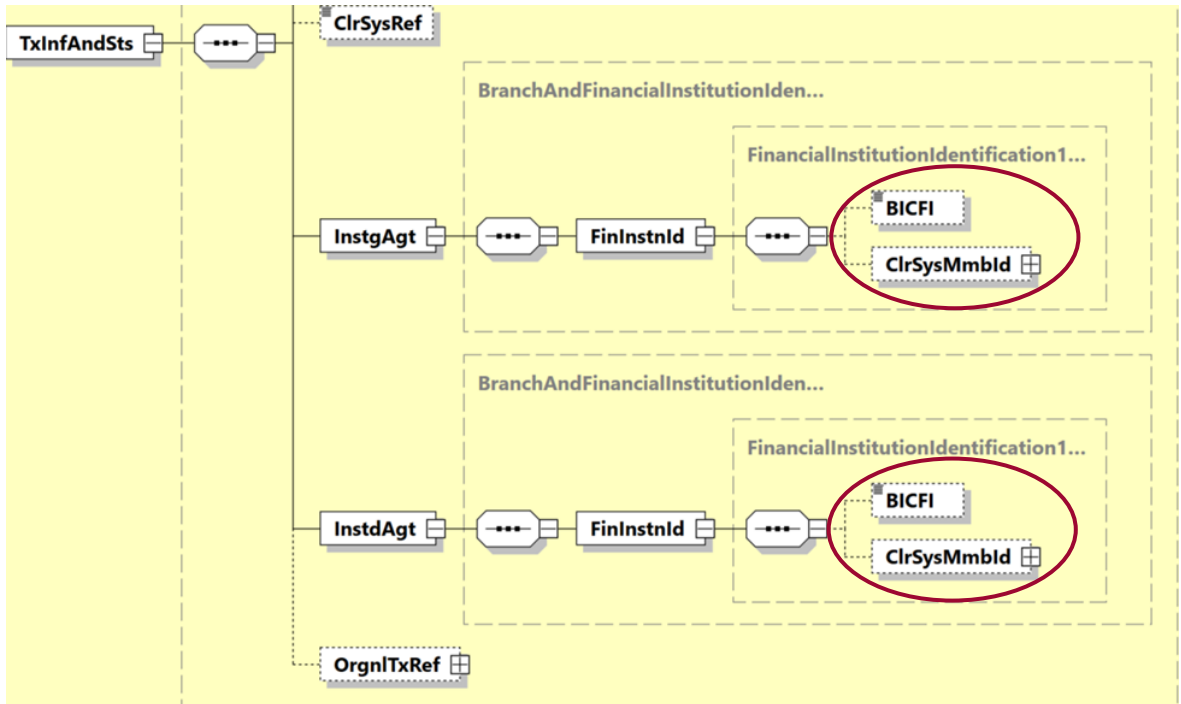 ClrSysRef
TxInfAndSts
BranchAndFinancialInstitutionIden...
FinancialInstitutionIdentification1...
BICFI
InstgAgt
FinInstnId
ClrSysMmbId
BranchAndFinancialInstitutionIden...
FinancialInstitutionIdentification1...
BICFI
InstdAgt
FinInstnId
ClrSysMmbId
OrgnlTxRef